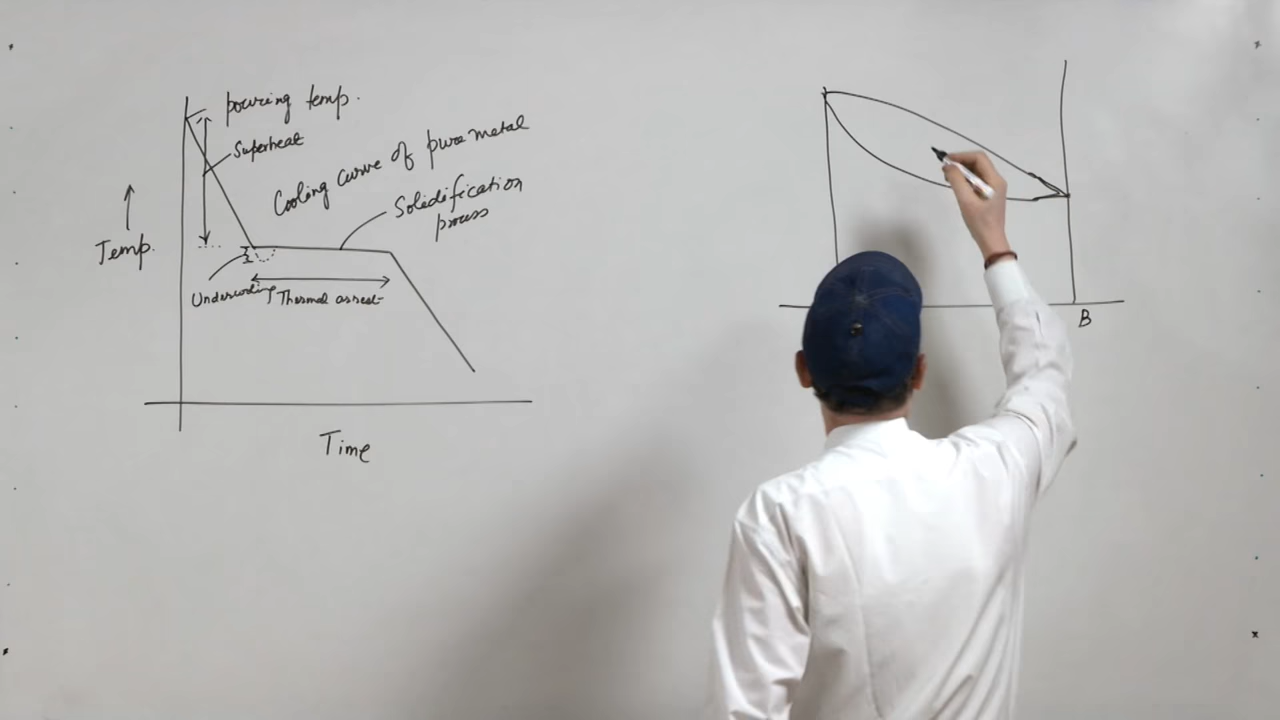 pouring temp.
Superheat
Cooling curve of pure metal
Solidification
process
Temp.
Undercooling
Thermal arrest
Time
B